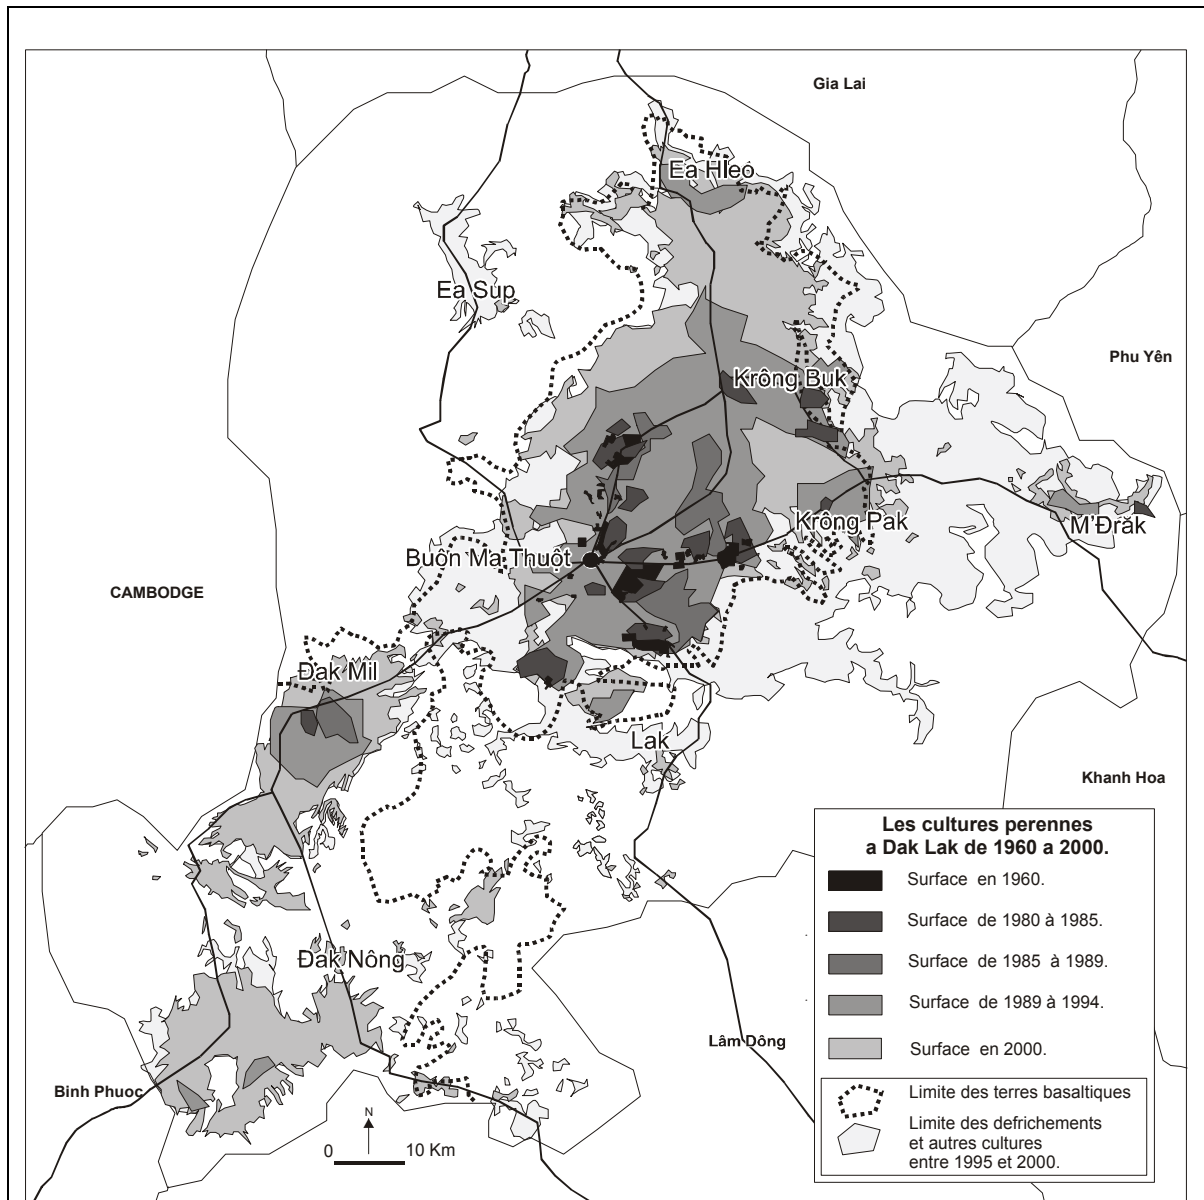 Gia Lai
Ea Hleo
Ea Sup
Phu Yên
Krông Buk
Krông Pak
M'Đrăk
Buôn Ma Thuột
CAMBODGE
Đak Mil
Lak
Khanh Hoa
Đak Nông
Lâm Dông
Binh Phuoc
N
0 10 Km
Les cultures perennes
a Dak Lak de 1960 a 2000.
Surface en 1960.
Surface de 1980 à 1985.
Surface de 1985 à 1989.
Surface de 1989 à 1994.
Surface en 2000.
Limite des terres basaltiques
Limite des defrichements
et autres cultures
entre 1995 et 2000.